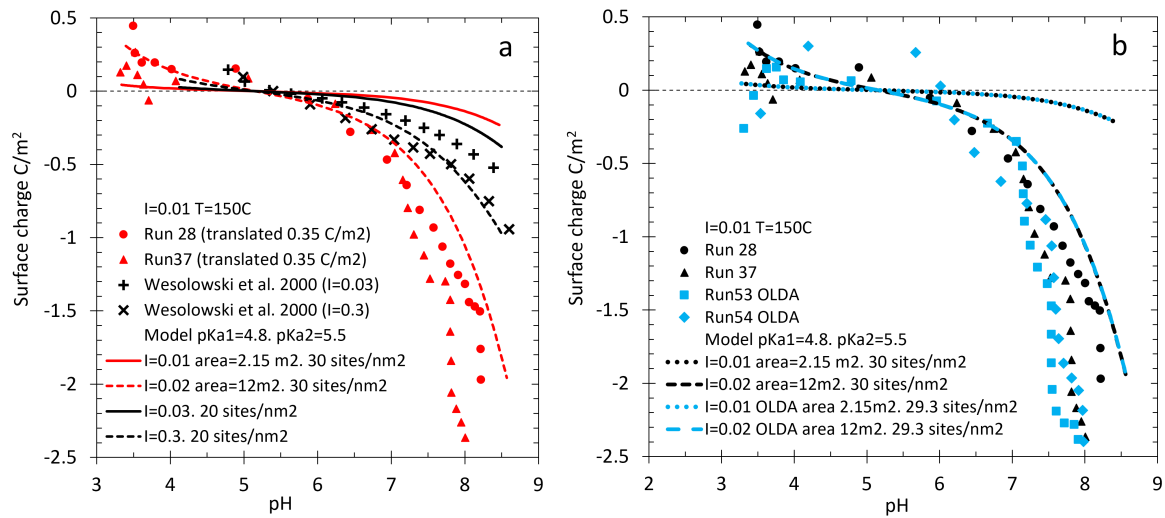 a
0.5
0
-0.5
-1
-1.5
-2
-2.5
Surface charge C/m2
I=0.01 T=150C
Run 28 (translated 0.35 C/m2)
Run37 (translated 0.35 C/m2)
Wesolowski et al. 2000 (I=0.03)
Wesolowski et al. 2000 (I=0.3)
Model pKa1=4.8. pKa2=5.5
I=0.01 area=2.15 m2. 30 sites/nm2
I=0.02 area=12m2. 30 sites/nm2
I=0.03. 20 sites/nm2
I=0.3. 20 sites/nm2
3 4 5 6 7 8 9
pH
b
0.5
0
-0.5
-1
-1.5
-2
-2.5
Surface charge C/m2
I=0.01 T=150C
Run 28
Run 37
Run53 OLDA
Run54 OLDA
Model pKa1=4.8. pKa2=5.5
I=0.01 area=2.15 m2. 30 sites/nm2
I=0.02 area=12m2. 30 sites/nm2
I=0.01 OLDA area 2.15m2. 29.3 sites/nm2
I=0.02 OLDA area 12m2. 29.3 sites/nm2
2 3 4 5 6 7 8 9
pH